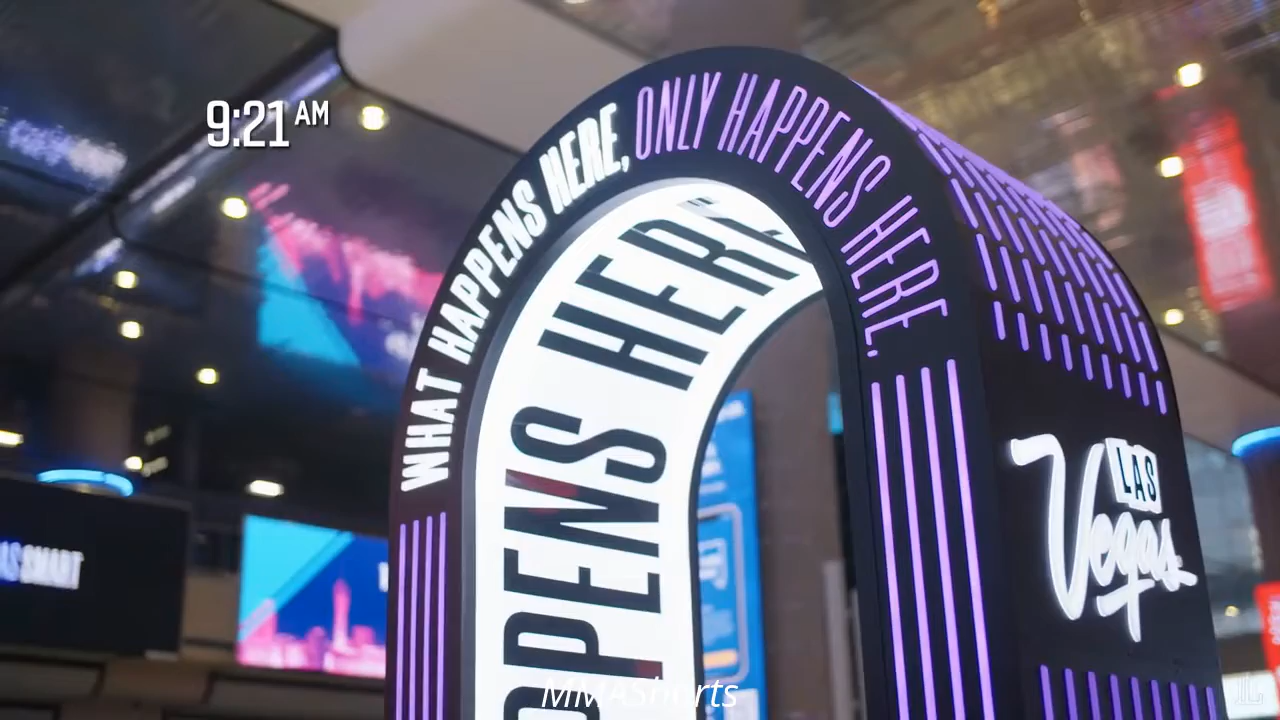 9:21 AM
WHAT HAPPENS HERE, ONLY HAPPENS HERE.
PPENS HERE
LAS
Vegas
SMART
MMAShorts